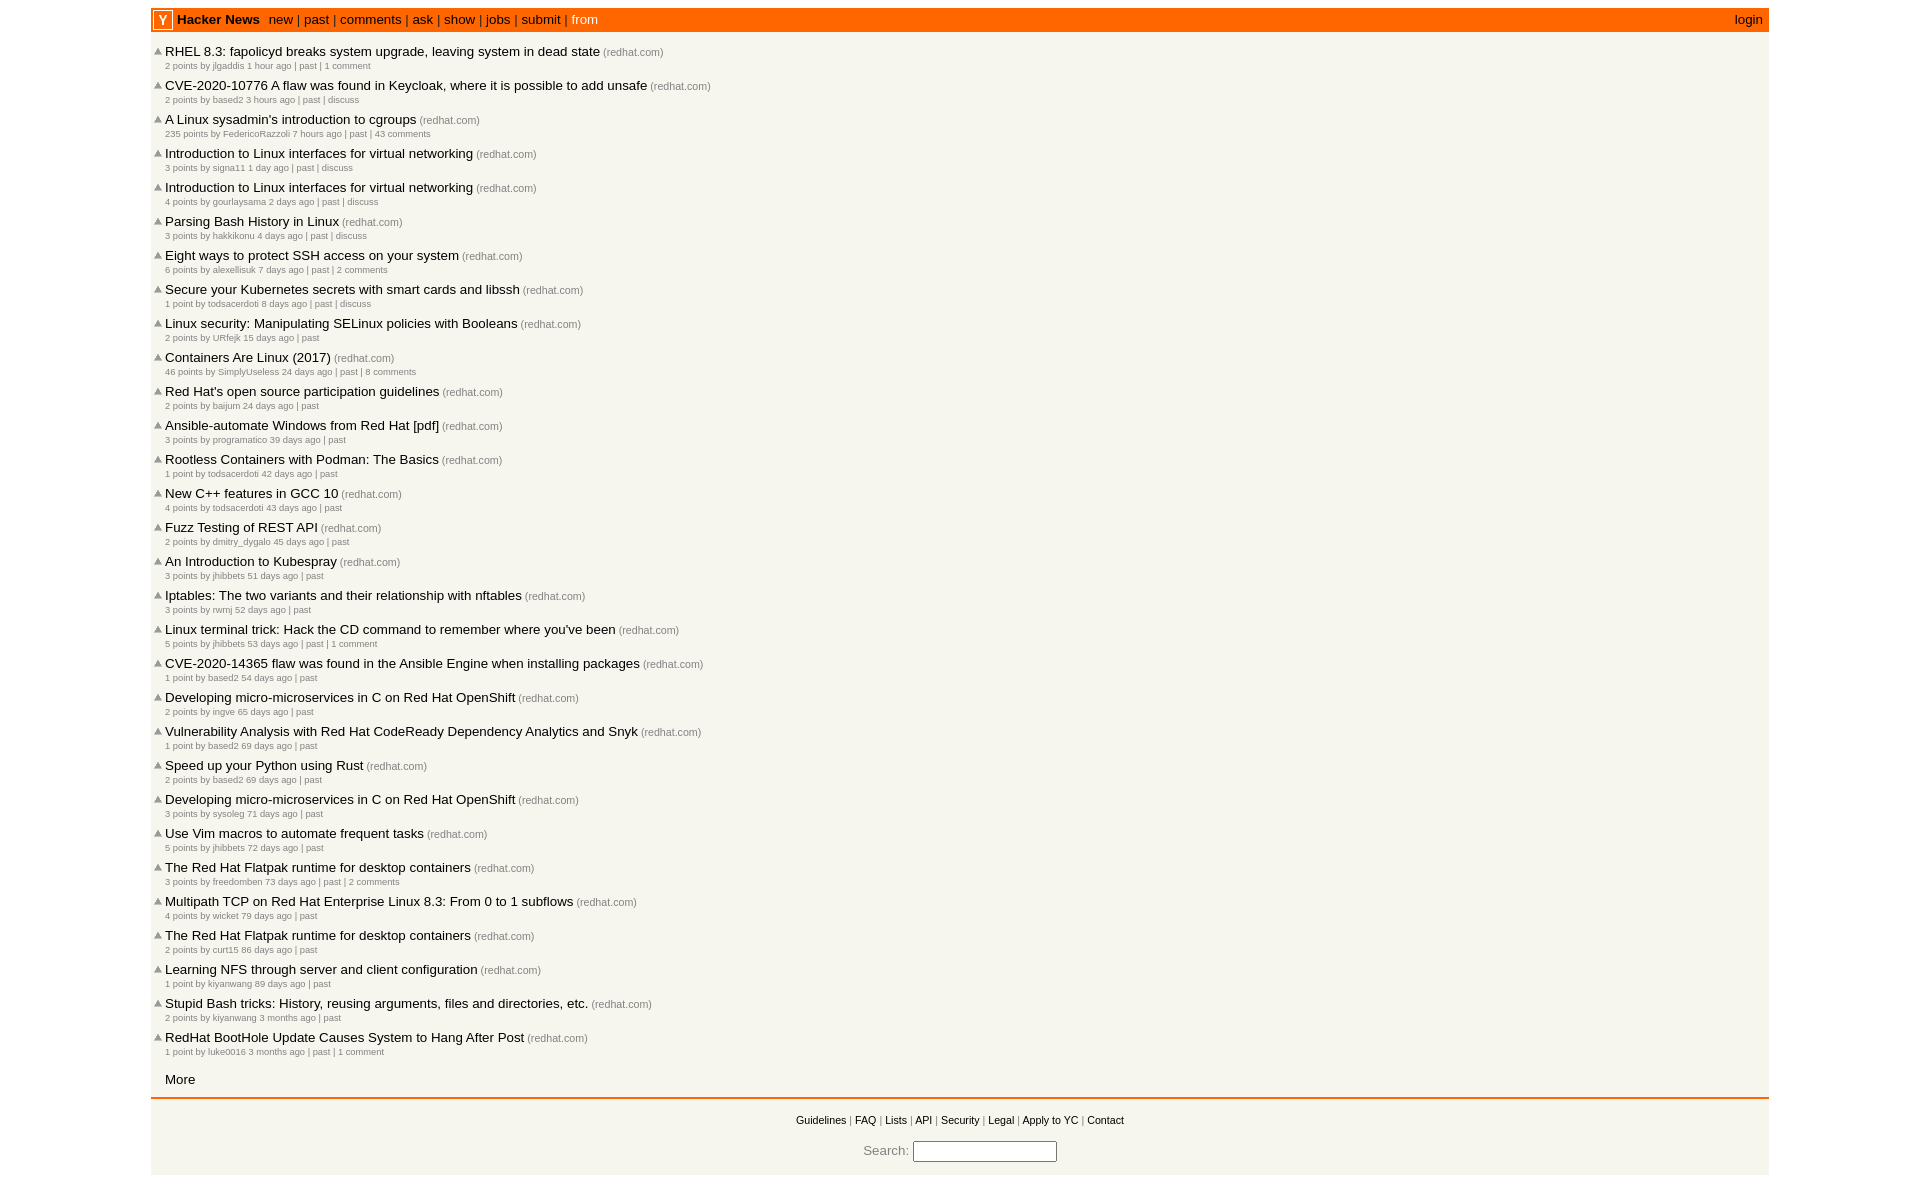 Y Hacker News new | past | comments | ask | show | jobs | submit | from login
RHEL 8.3: fapolicyd breaks system upgrade, leaving system in dead state (redhat.com)
2 points by jlgaddis 1 hour ago | past | 1 comment
CVE-2020-10776 A flaw was found in Keycloak, where it is possible to add unsafe (redhat.com)
2 points by based2 3 hours ago | past | discuss
A Linux sysadmin's introduction to cgroups (redhat.com)
235 points by FedericoRazzoli 7 hours ago | past | 43 comments
Introduction to Linux interfaces for virtual networking (redhat.com)
3 points by signa11 1 day ago | past | discuss
Introduction to Linux interfaces for virtual networking (redhat.com)
4 points by gourlaysama 2 days ago | past | discuss
Parsing Bash History in Linux (redhat.com)
3 points by hakkikonu 4 days ago | past | discuss
Eight ways to protect SSH access on your system (redhat.com)
6 points by alexellisuk 7 days ago | past | 2 comments
Secure your Kubernetes secrets with smart cards and libssh (redhat.com)
1 point by todsacerdoti 8 days ago | past | discuss
Linux security: Manipulating SELinux policies with Booleans (redhat.com)
2 points by URfejk 15 days ago | past
Containers Are Linux (2017) (redhat.com)
46 points by SimplyUseless 24 days ago | past | 8 comments
Red Hat's open source participation guidelines (redhat.com)
2 points by baijum 24 days ago | past
Ansible-automate Windows from Red Hat [pdf] (redhat.com)
3 points by programatico 39 days ago | past
Rootless Containers with Podman: The Basics (redhat.com)
1 point by todsacerdoti 42 days ago | past
New C++ features in GCC 10 (redhat.com)
4 points by todsacerdoti 43 days ago | past
Fuzz Testing of REST API (redhat.com)
2 points by dmitry_dygalo 45 days ago | past
An Introduction to Kubespray (redhat.com)
3 points by jhibbets 51 days ago | past
Iptables: The two variants and their relationship with nftables (redhat.com)
3 points by rwmj 52 days ago | past
Linux terminal trick: Hack the CD command to remember where you've been (redhat.com)
5 points by jhibbets 53 days ago | past | 1 comment
CVE-2020-14365 flaw was found in the Ansible Engine when installing packages (redhat.com)
1 point by based2 54 days ago | past
Developing micro-microservices in C on Red Hat OpenShift (redhat.com)
2 points by ingve 65 days ago | past
Vulnerability Analysis with Red Hat CodeReady Dependency Analytics and Snyk (redhat.com)
1 point by based2 69 days ago | past
Speed up your Python using Rust (redhat.com)
2 points by based2 69 days ago | past
Developing micro-microservices in C on Red Hat OpenShift (redhat.com)
3 points by sysoleg 71 days ago | past
Use Vim macros to automate frequent tasks (redhat.com)
5 points by jhibbets 72 days ago | past
The Red Hat Flatpak runtime for desktop containers (redhat.com)
3 points by freedomben 73 days ago | past | 2 comments
Multipath TCP on Red Hat Enterprise Linux 8.3: From 0 to 1 subflows (redhat.com)
4 points by wicket 79 days ago | past
The Red Hat Flatpak runtime for desktop containers (redhat.com)
2 points by curt15 86 days ago | past
Learning NFS through server and client configuration (redhat.com)
1 point by kiyanwang 89 days ago | past
Stupid Bash tricks: History, reusing arguments, files and directories, etc. (redhat.com)
2 points by kiyanwang 3 months ago | past
RedHat BootHole Update Causes System to Hang After Post (redhat.com)
1 point by luke0016 3 months ago | past | 1 comment
More
Guidelines | FAQ | Lists | API | Security | Legal | Apply to YC | Contact
Search: